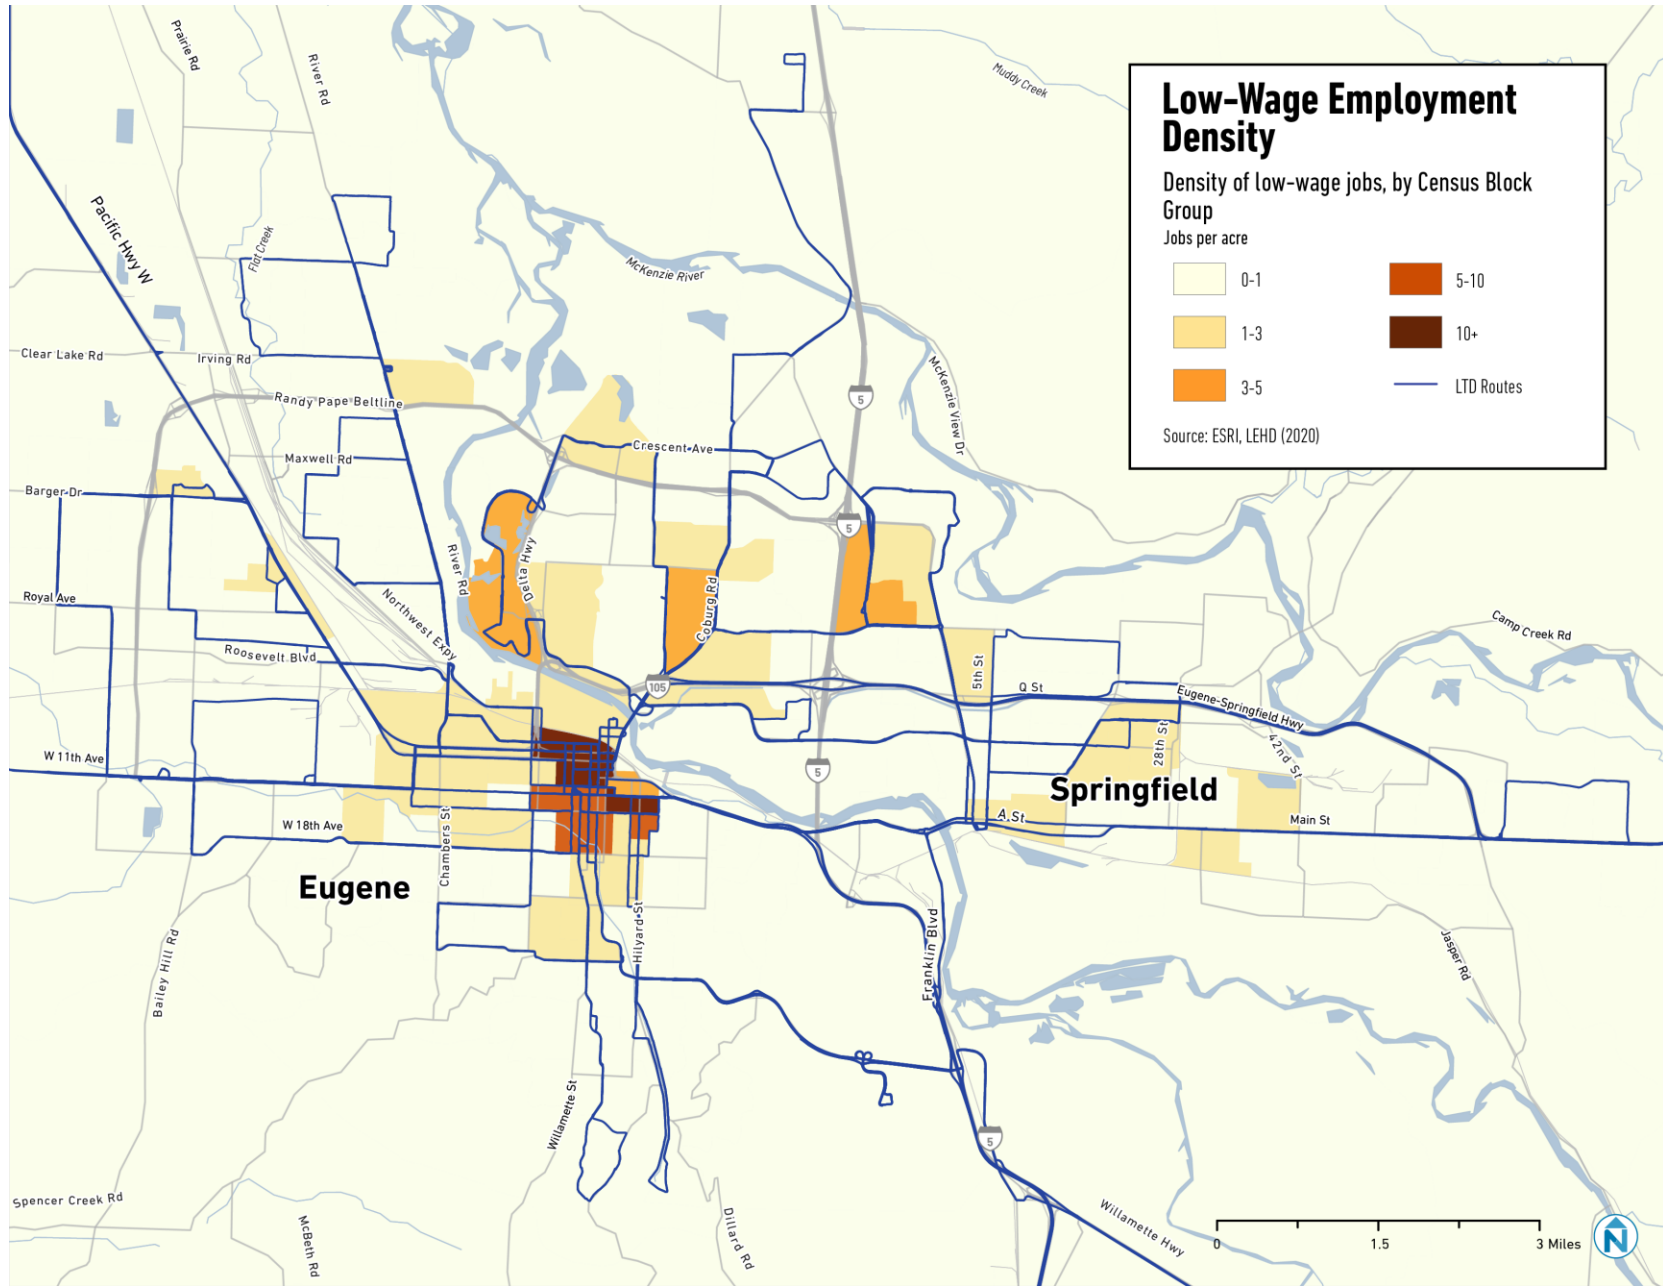 Low-Wage Employment
Density
Density of low-wage jobs, by Census Block
Group
Jobs per acre
0-1
5-10
1-3
10+
3-5
LTD Routes
Source: ESRI, LEHD (2020)
Prairie Rd
River Rd
Muddy Creek
Pacific Hwy W
Flat Creek
McKenzie River
Clear Lake Rd
Irving Rd
Randy Pape Beltline
5
McKenzie View Dr
Maxwell Rd
Crescent Ave
Barger Dr
5
River Rd
Delta Hwy
Royal Ave
Northwest Expy
Coburg Rd
Camp Creek Rd
Roosevelt Blvd
105
5th St
Q St
Eugene-Springfield Hwy
28th St
42nd St
W 11th Ave
5
Springfield
W 18th Ave
Chambers St
A St
Main St
Eugene
Hilyard St
Franklin Blvd
Bailey Hill Rd
Jasper Rd
Willamette St
5
Spencer Creek Rd
McBeth Rd
Dillard Rd
Willamette Hwy
0
1.5
3 Miles
N